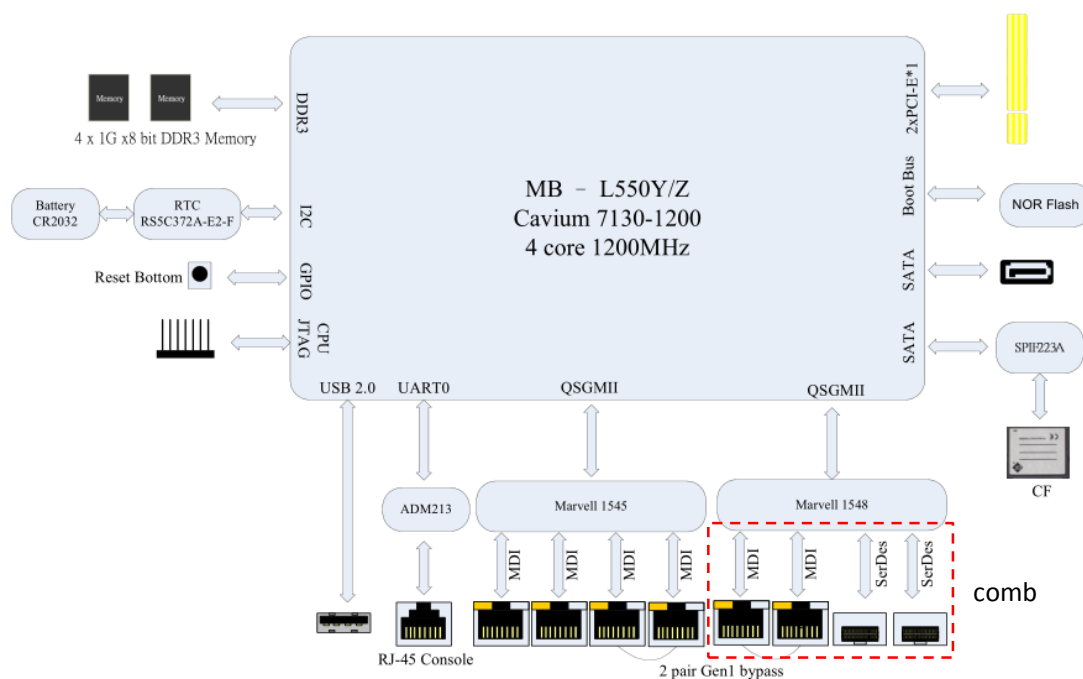 Memory
Memory
4 x 1G x8 bit DDR3 Memory
DDR3
2xPCI-E*1
MB - L550Y/Z
Cavium 7130-1200
4 core 1200MHz
Battery
CR2032
RTC
RS5C372A-E2-F
I2C
Boot Bus
NOR Flash
Reset Bottom
GPIO
SATA
CPU
JTAG
SATA
SPIF223A
USB 2.0
UART0
QSGMII
QSGMII
CF
ADM213
Marvell 1545
Marvell 1548
MDI
MDI
MDI
MDI
MDI
MDI
SerDes
SerDes
comb
RJ-45 Console
2 pair Gen1 bypass